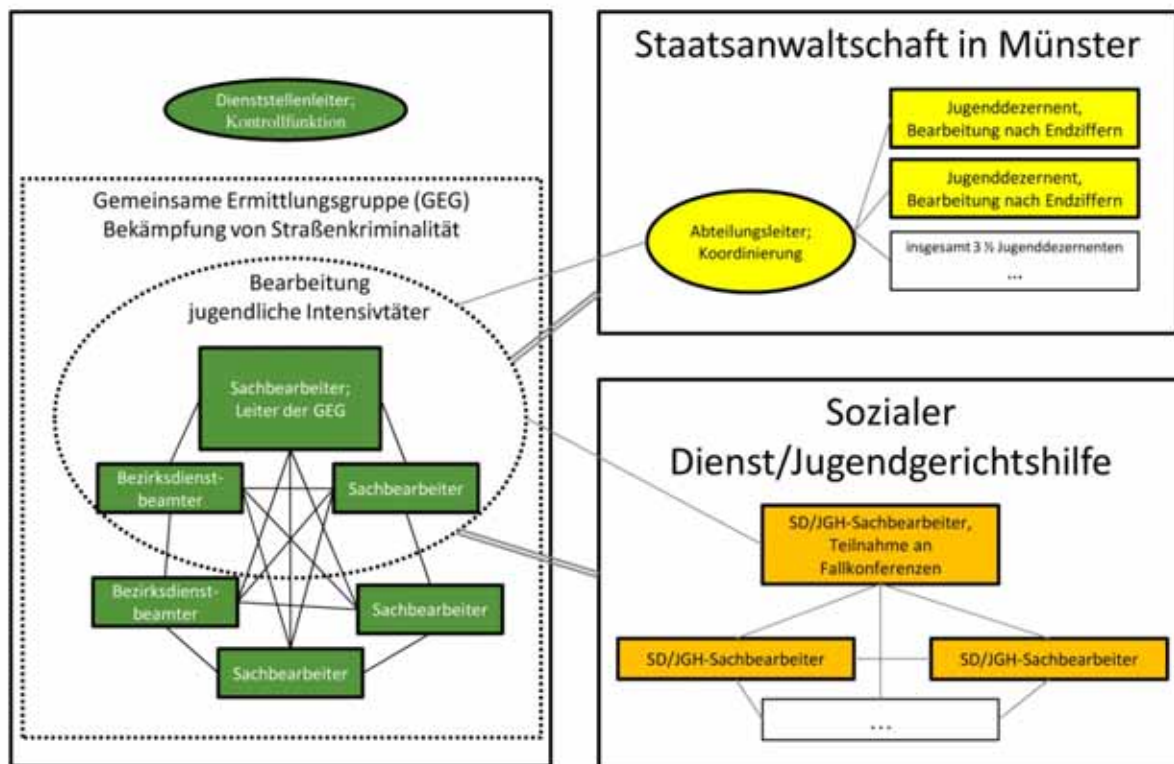 Dienststellenleiter;
Kontrollfunktion
Gemeinsame Ermittlungsgruppe (GEG)
Bekämpfung von Straßenkriminalität
Bearbeitung
jugendliche Intensivtäter
Sachbearbeiter;
Leiter der GEG
Bezirksdienst-
beamter
Sachbearbeiter
Bezirksdienst-
beamter
Sachbearbeiter
Sachbearbeiter
Staatsanwaltschaft in Münster
Jugenddezernent,
Bearbeitung nach Endziffern
Jugenddezernent,
Bearbeitung nach Endziffern
Abteilungsleiter;
Koordinierung
insgesamt 3 ½ Jugenddezernenten
...
Sozialer
Dienst/Jugendgerichtshilfe
SD/JGH-Sachbearbeiter,
Teilnahme an
Fallkonferenzen
SD/JGH-Sachbearbeiter
SD/JGH-Sachbearbeiter
...